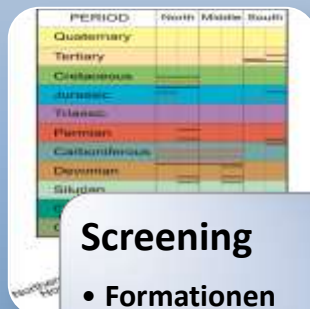 PERIOD North Middle South
Quaternary
Tertiary
Cretaceous
Jurassic
Triassic
Permian
Carboniferous
Devonian
Silurian
Screening
• Formationen